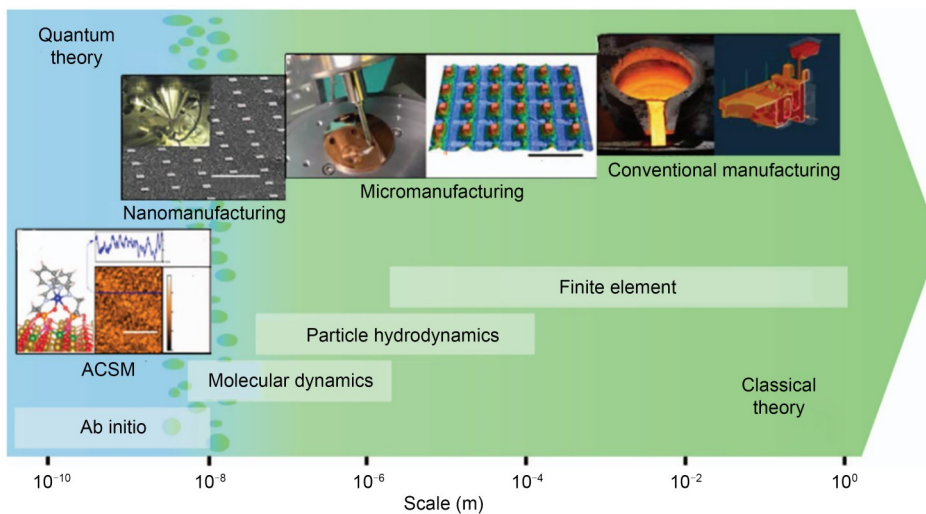 Quantum
theory
Nanomanufacturing
Micromanufacturing
Conventional manufacturing
ACSM
Finite element
Particle hydrodynamics
Molecular dynamics
Ab initio
Classical
theory
10⁻¹⁰ 10⁻⁸ 10⁻⁶ 10⁻⁴ 10⁻² 10⁰
Scale (m)